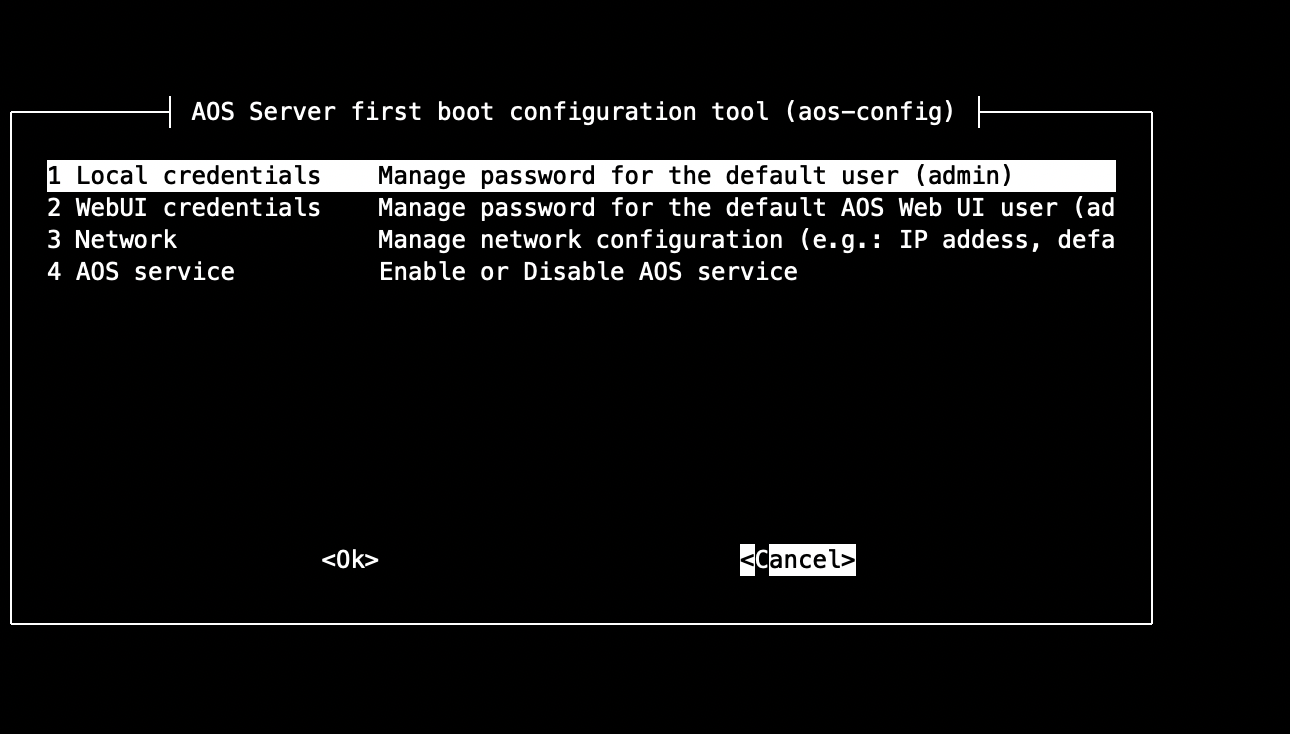 AOS Server first boot configuration tool (aos-config)
1 Local credentials    Manage password for the default user (admin)
2 WebUI credentials    Manage password for the default AOS Web UI user (ad
3 Network              Manage network configuration (e.g.: IP addess, defa
4 AOS service          Enable or Disable AOS service
<Ok>    <Cancel>